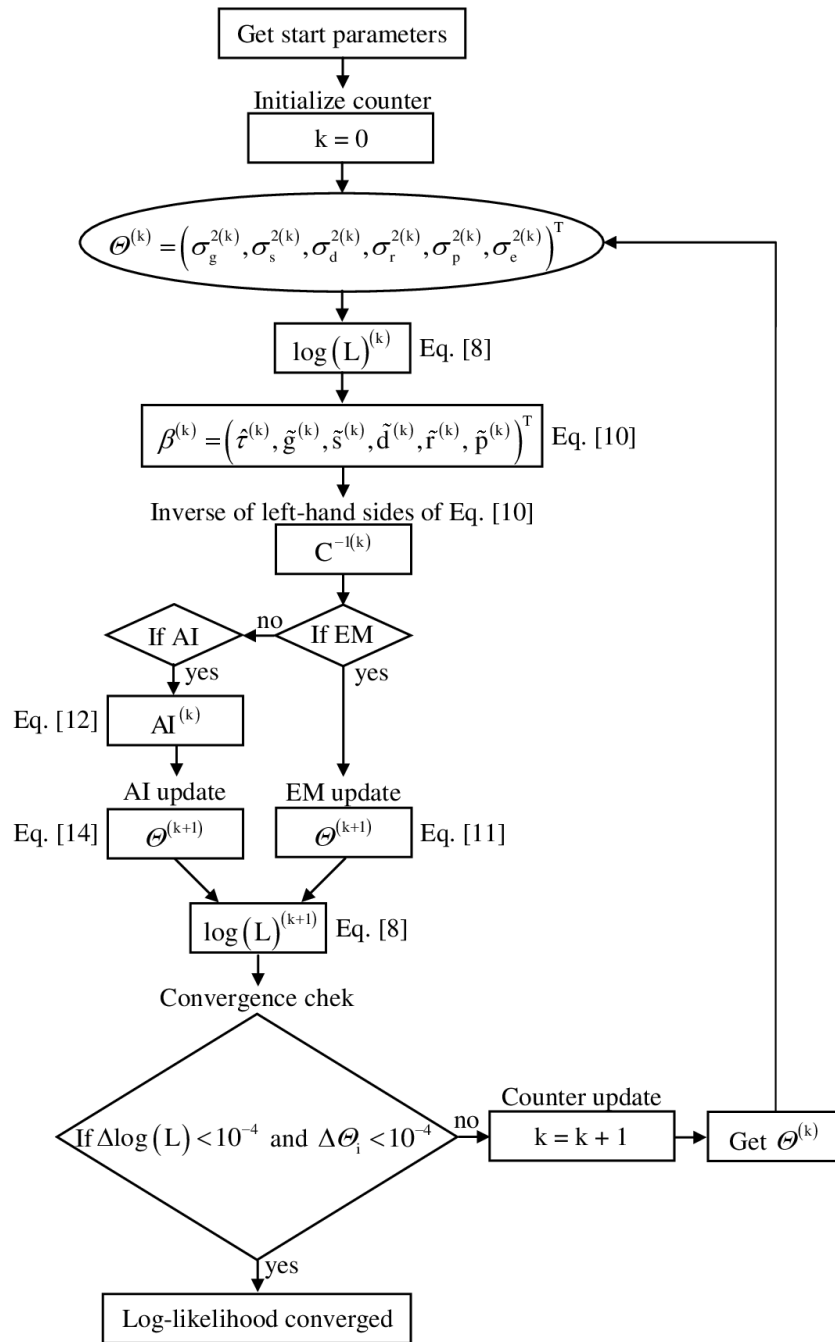 Get start parameters
Initialize counter
k = 0
Θ^(k) = (σ_g^2(k), σ_s^2(k), σ_d^2(k), σ_r^2(k), σ_p^2(k), σ_e^2(k))^T
log(L)^(k) Eq. [8]
β^(k) = (τ̂^(k), g̃^(k), s̃^(k), d̃^(k), r̃^(k), p̃^(k))^T Eq. [10]
Inverse of left-hand sides of Eq. [10]
C^−1(k)
If AI no If EM
yes yes
Eq. [12] AI^(k)
AI update EM update
Eq. [14] Θ^(k+1) Θ^(k+1) Eq. [11]
log(L)^(k+1) Eq. [8]
Convergence chek
If Δlog(L) < 10^−4 and ΔΘ_i < 10^−4
no
Counter update
k = k + 1
Get Θ^(k)
yes
Log-likelihood converged